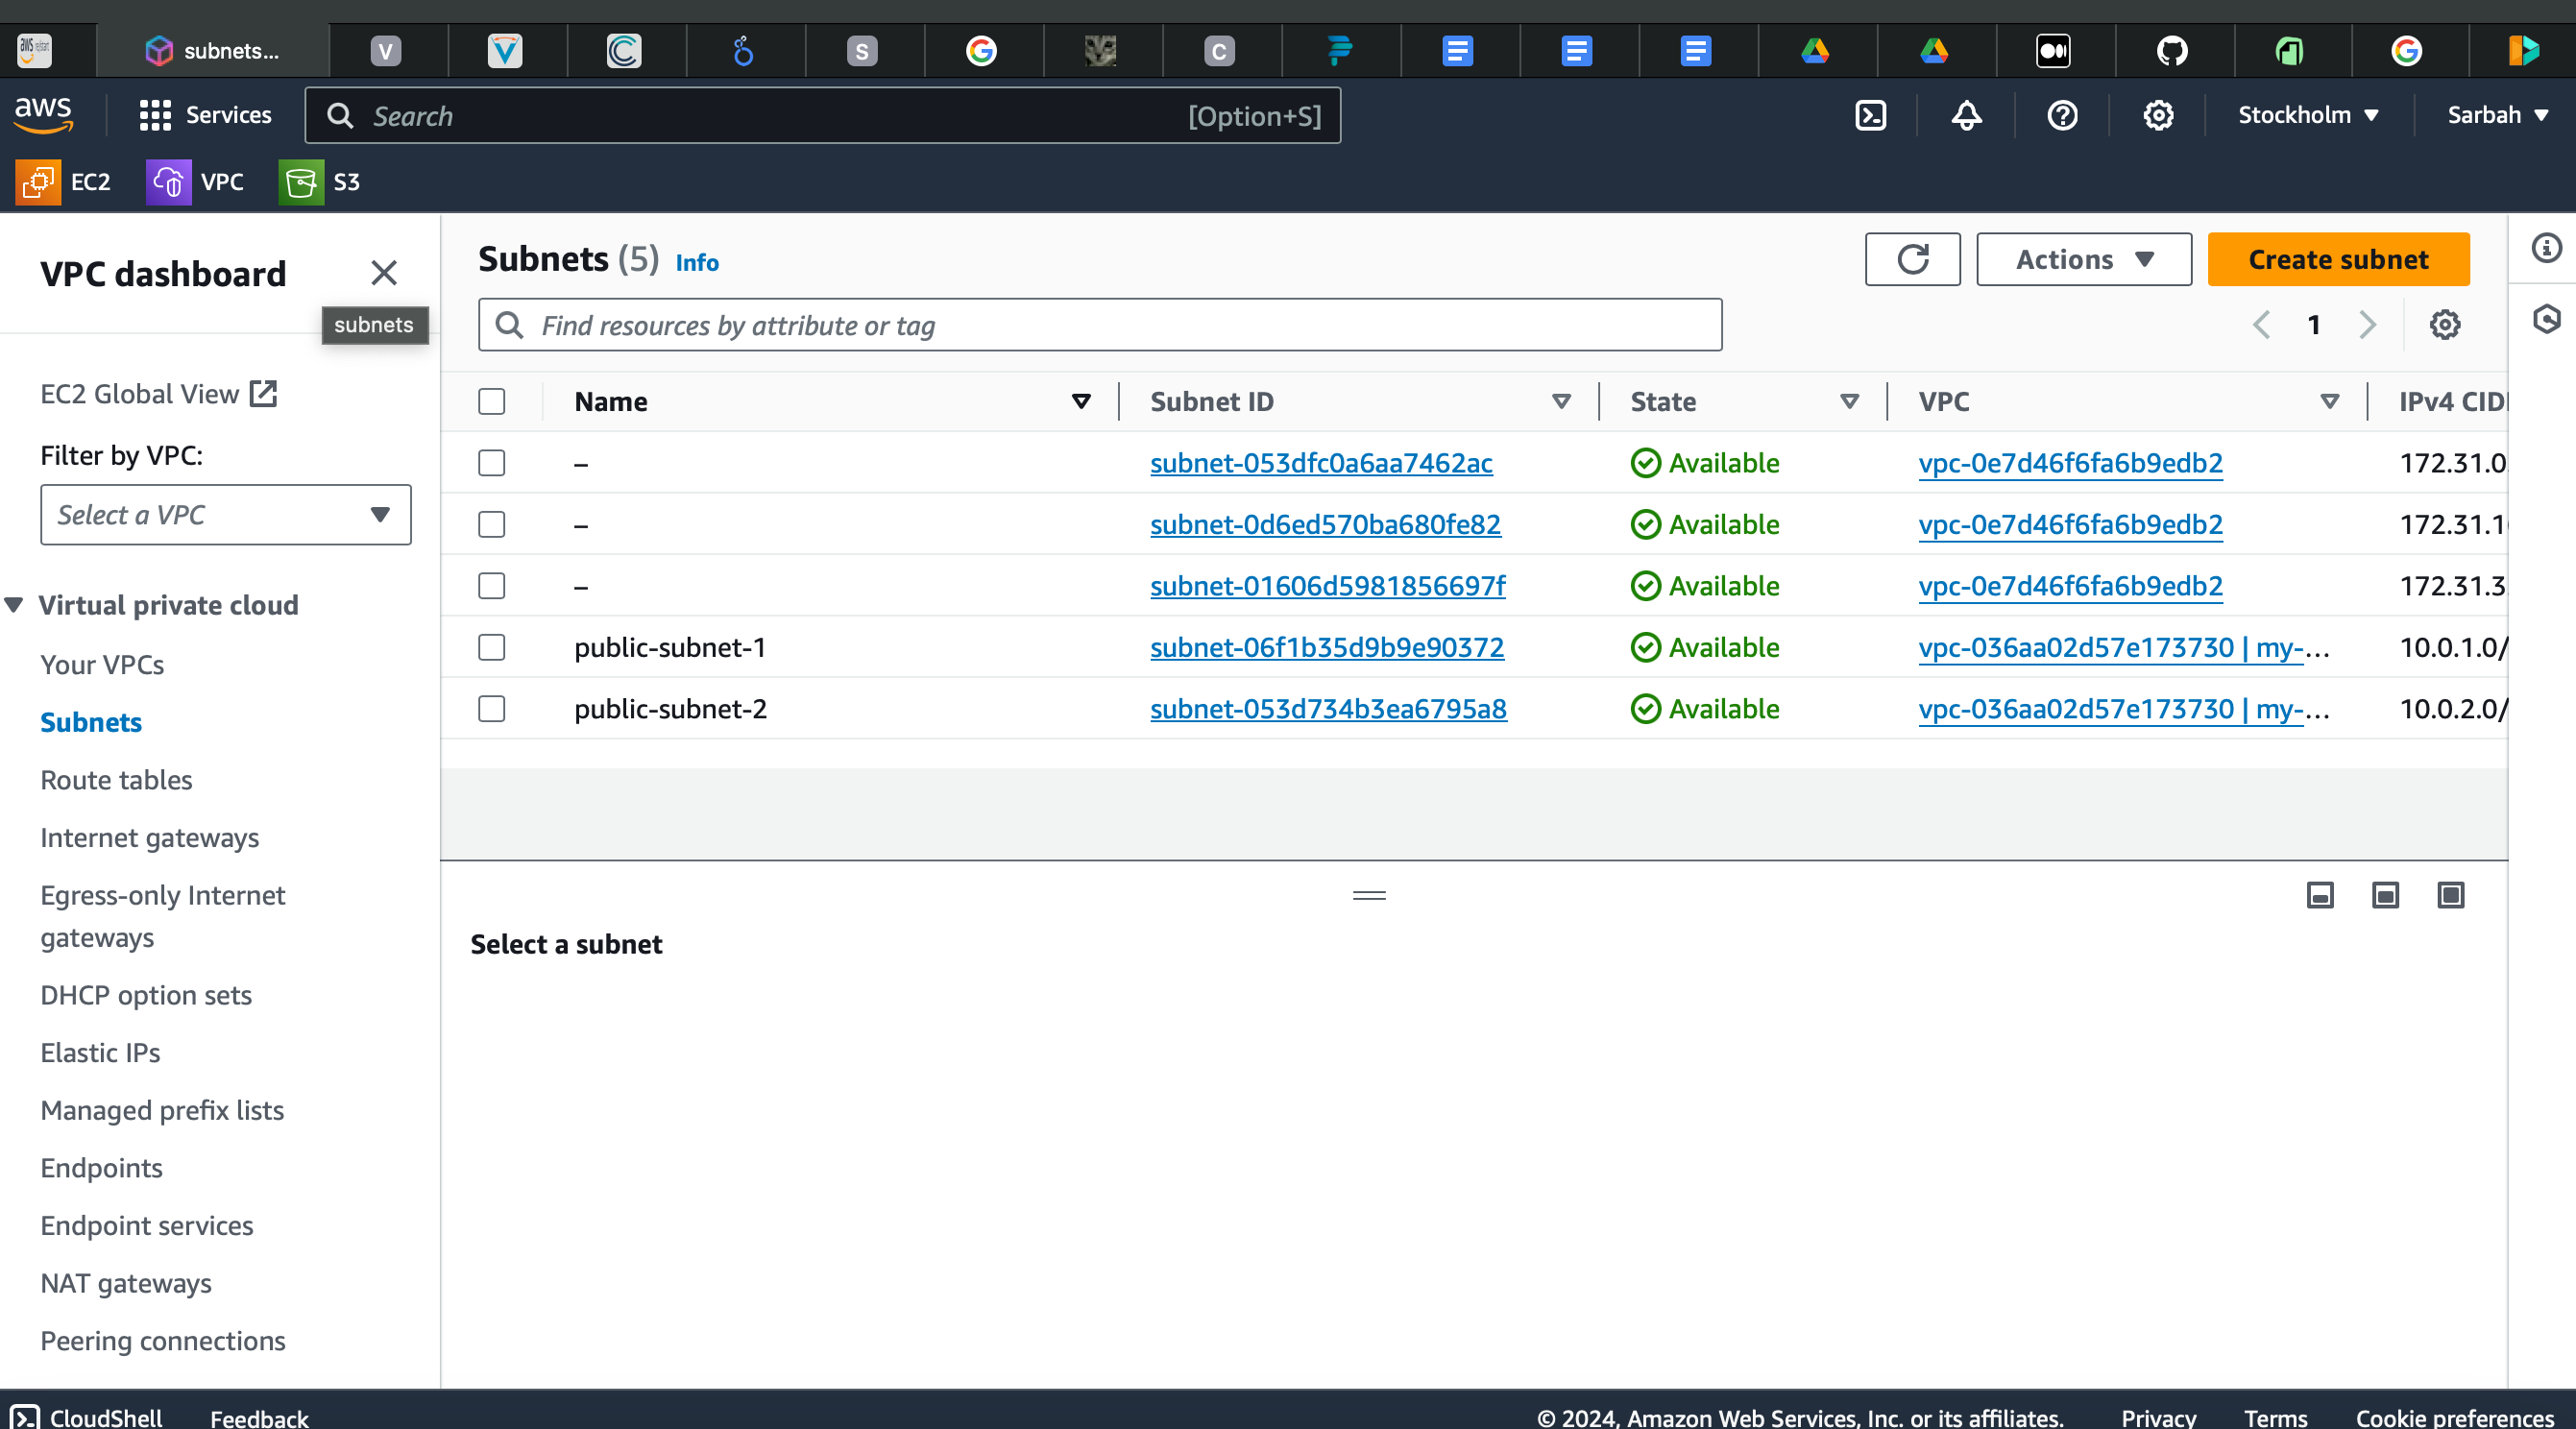 subnets...
V
S
C
aws
Services
Search
[Option+S]
Stockholm
Sarbah
EC2
VPC
S3
VPC dashboard
subnets
EC2 Global View
Filter by VPC:
Select a VPC
Virtual private cloud
Your VPCs
Subnets
Route tables
Internet gateways
Egress-only Internet
gateways
DHCP option sets
Elastic IPs
Managed prefix lists
Endpoints
Endpoint services
NAT gateways
Peering connections
Subnets (5) Info
Actions
Create subnet
Find resources by attribute or tag
1
Name Subnet ID State VPC IPv4 CID
– subnet-053dfc0a6aa7462ac Available vpc-0e7d46f6fa6b9edb2 172.31.0.
– subnet-0d6ed570ba680fe82 Available vpc-0e7d46f6fa6b9edb2 172.31.1
– subnet-01606d5981856697f Available vpc-0e7d46f6fa6b9edb2 172.31.3
public-subnet-1 subnet-06f1b35d9b9e90372 Available vpc-036aa02d57e173730 | my-... 10.0.1.0/
public-subnet-2 subnet-053d734b3ea6795a8 Available vpc-036aa02d57e173730 | my-... 10.0.2.0/
Select a subnet
CloudShell Feedback © 2024, Amazon Web Services, Inc. or its affiliates. Privacy Terms Cookie preferences